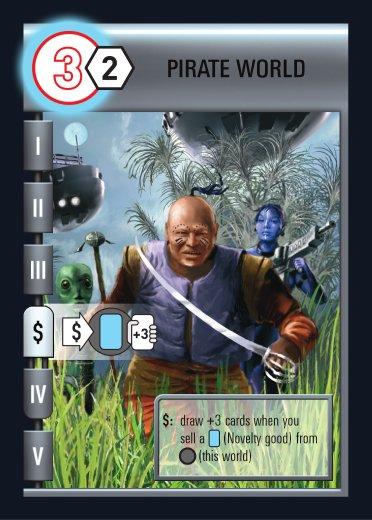 3 2 PIRATE WORLD
I
II
III
$ $ +3
IV
V
$: draw +3 cards when you
sell a (Novelty good) from
(this world)